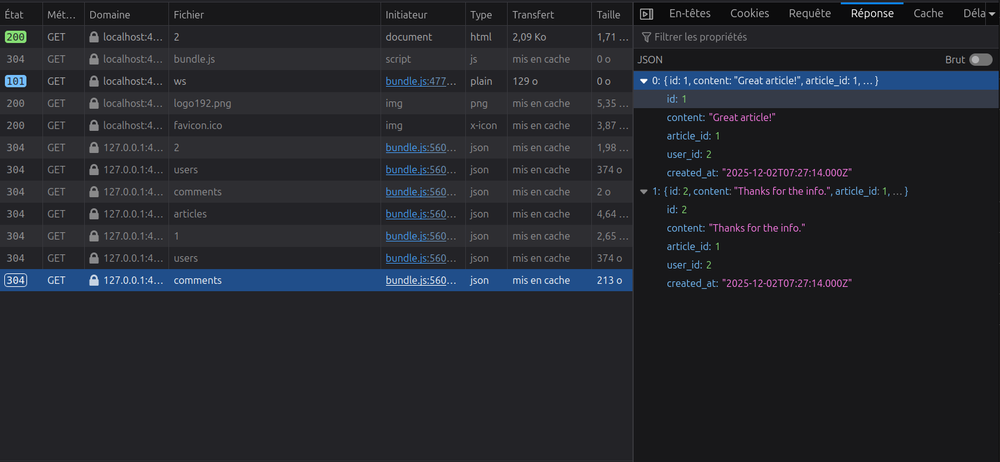 État Mét... Domaine Fichier Initiateur Type Transfert Taille
200 GET localhost:4... 2 document html 2,09 Ko 1,71 ...
304 GET localhost:4... bundle.js script js mis en cache 0 o
101 GET localhost:4... ws bundle.js:477... plain 129 o 0 o
200 GET localhost:4... logo192.png img png mis en cache 5,35 ...
200 GET localhost:4... favicon.ico img x-icon mis en cache 3,87 ...
304 GET 127.0.0.1:4... 2 bundle.js:560... json mis en cache 1,98 ...
304 GET 127.0.0.1:4... users bundle.js:560... json mis en cache 374 o
304 GET 127.0.0.1:4... comments bundle.js:560... json mis en cache 2 o
304 GET 127.0.0.1:4... articles bundle.js:560... json mis en cache 4,64 ...
304 GET 127.0.0.1:4... 1 bundle.js:560... json mis en cache 2,65 ...
304 GET 127.0.0.1:4... users bundle.js:560... json mis en cache 374 o
304 GET 127.0.0.1:4... comments bundle.js:560... json mis en cache 213 o
En-têtes Cookies Requête Réponse Cache Déla
Filtrer les propriétés
JSON Brut
0: { id: 1, content: "Great article!", article_id: 1, ... }
id: 1
content: "Great article!"
article_id: 1
user_id: 2
created_at: "2025-12-02T07:27:14.000Z"
1: { id: 2, content: "Thanks for the info.", article_id: 1, ... }
id: 2
content: "Thanks for the info."
article_id: 1
user_id: 2
created_at: "2025-12-02T07:27:14.000Z"